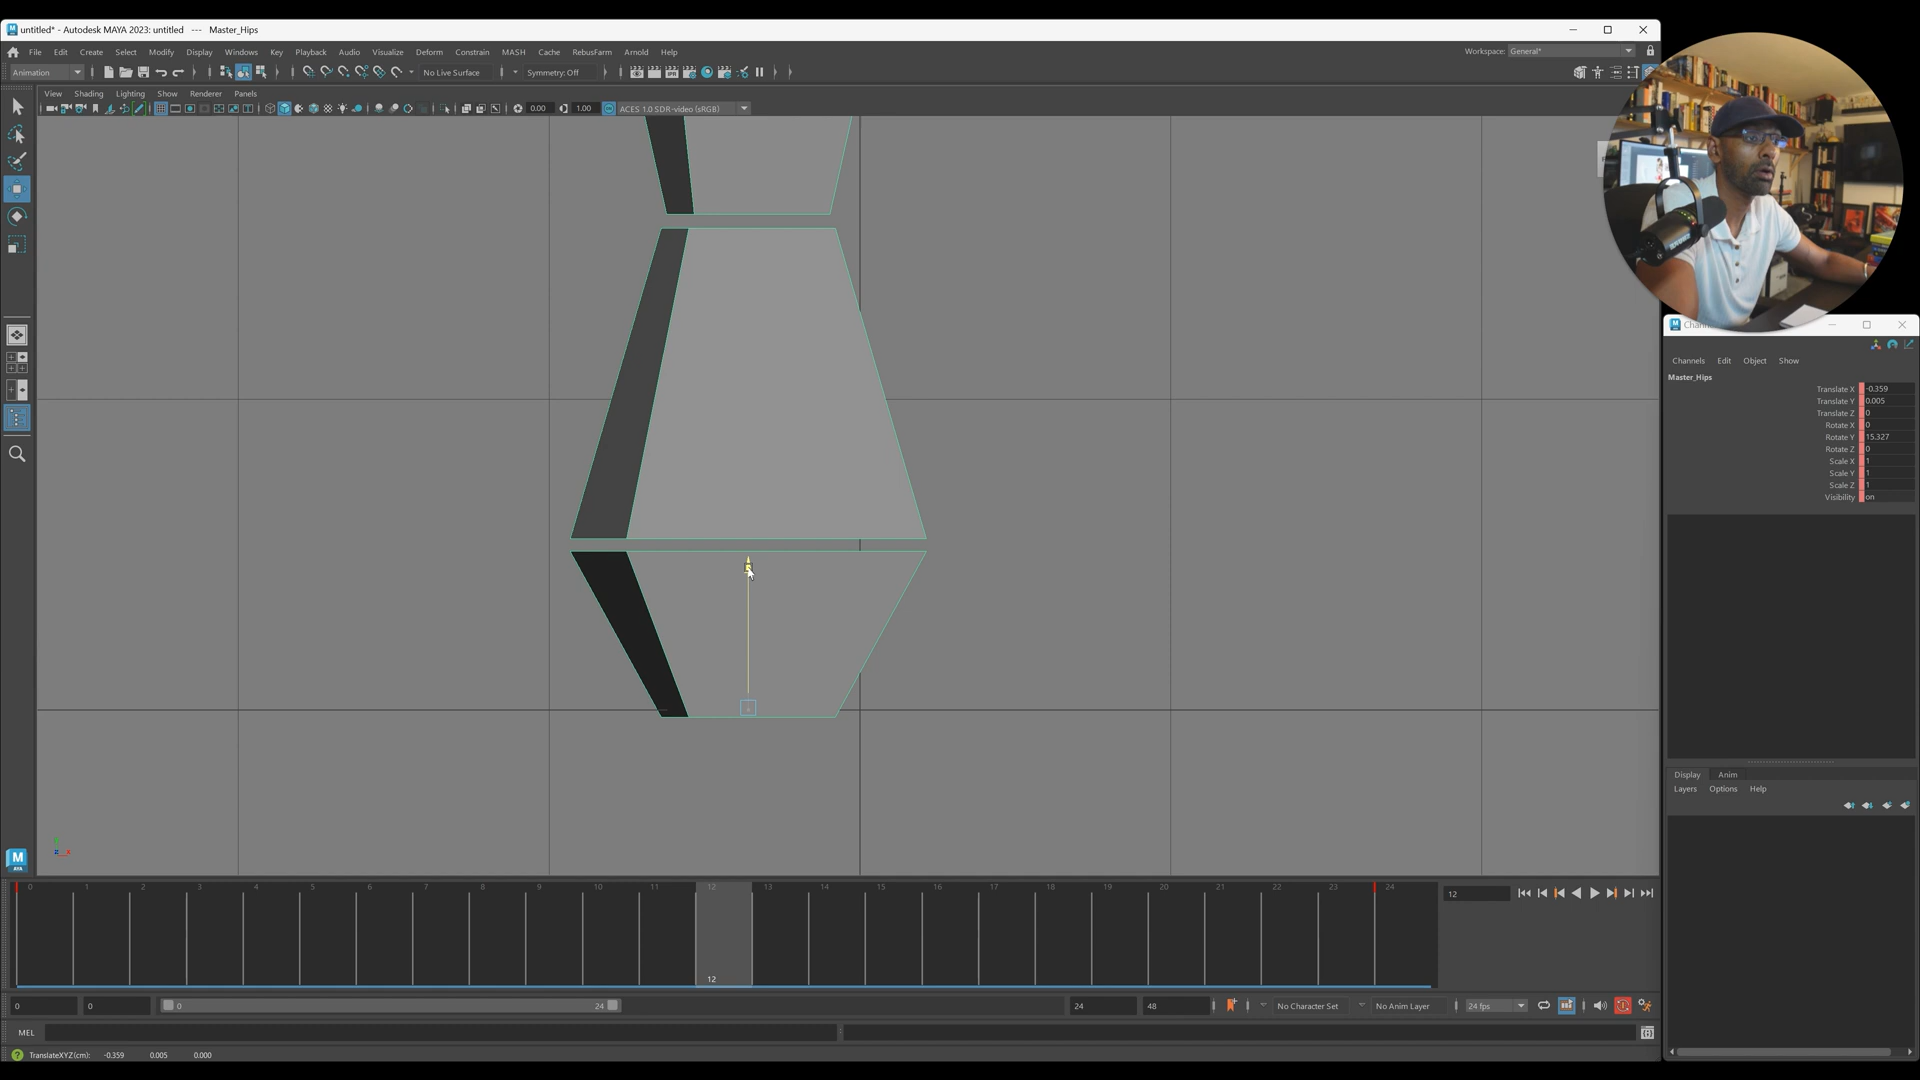 untitled* - Autodesk MAYA 2023: untitled --- Master_Hips
File Edit Create Select Modify Display Windows Key Playback Audio Visualize Deform Constrain MASH Cache RebusFarm Arnold Help
Workspace: General*
Animation
No Live Surface
Symmetry: Off
View Shading Lighting Show Renderer Panels
0.00
1.00
ACES 1.0 SDR-video (sRGB)
Channels Edit Object Show
Master_Hips
Translate X -0.359
Translate Y 0.005
Translate Z 0
Rotate X 0
Rotate Y 15.327
Rotate Z 0
Scale X 1
Scale Y 1
Scale Z 1
Visibility on
Display Anim
Layers Options Help
M
MAYA
0 1 2 3 4 5 6 7 8 9 10 11 12 13 14 15 16 17 18 19 20 21 22 23 24
12
12
0
0
0
24
24
48
No Character Set
No Anim Layer
24 fps
MEL
TranslateXYZ(cm): -0.359 0.005 0.000